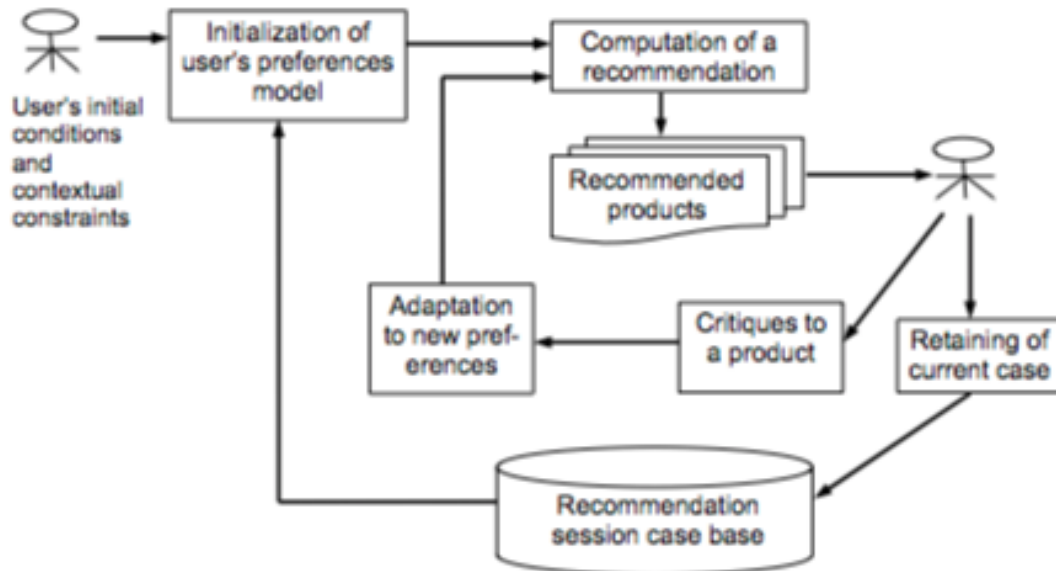 Initialization of
user's preferences
model
Computation of a
recommendation
User's initial
conditions
and
contextual
constraints
Recommended
products
Adaptation
to new pref-
erences
Critiques to
a product
Retaining of
current case
Recommendation
session case base